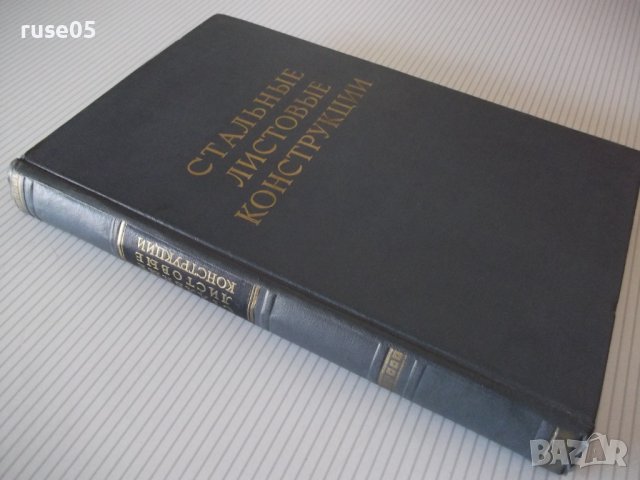 ruse05
СТАЛЬНЫЕ
ЛИСТОВЫЕ
КОНСТРУКЦИИ
ЛИСТОВЫЕ
КОНСТРУКЦИИ
BAZAR